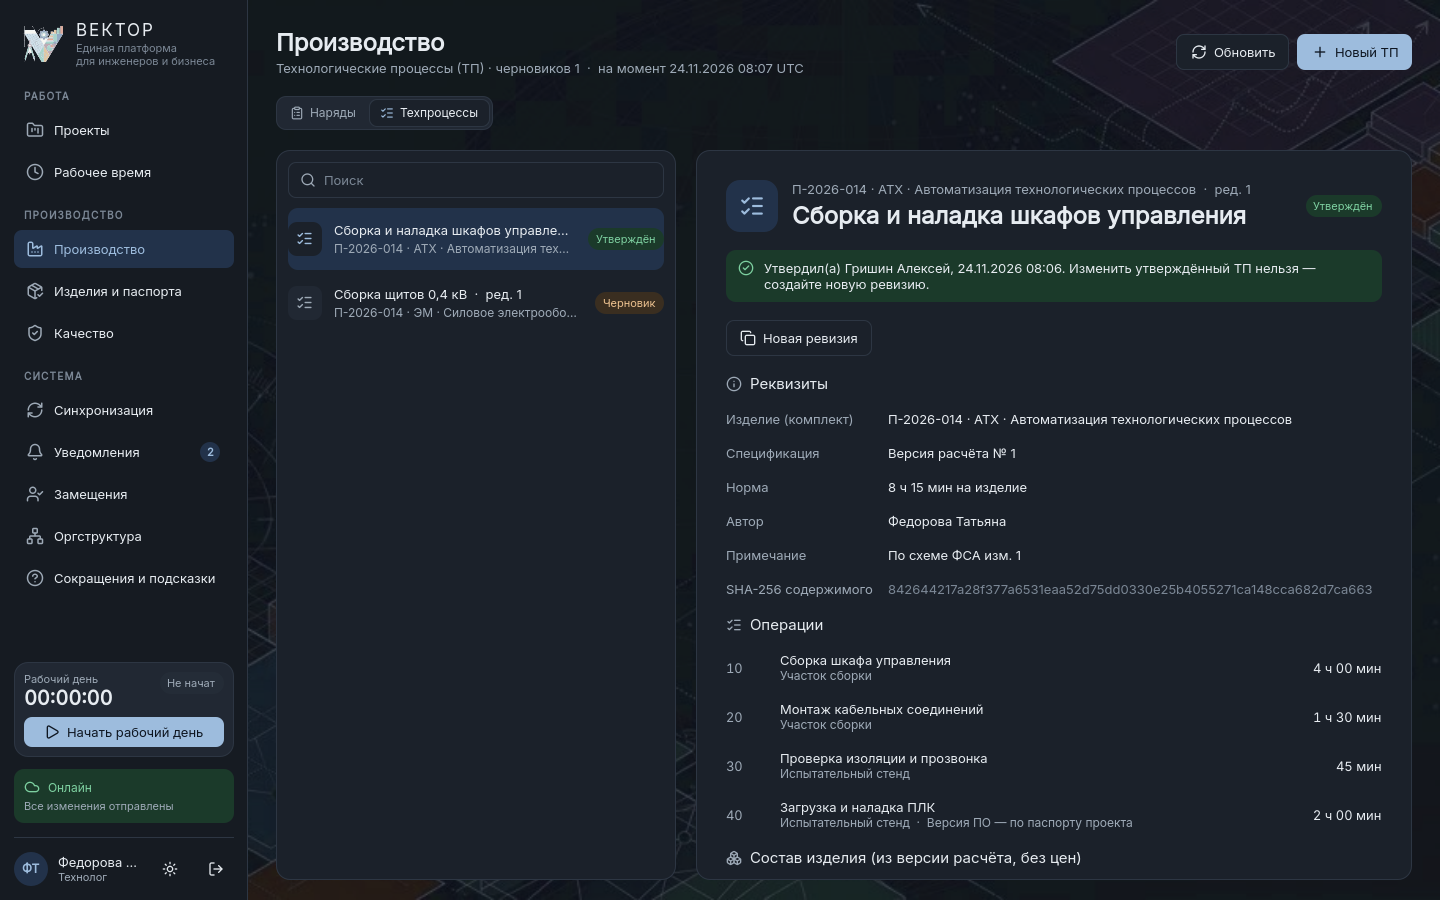 ВЕКТОР
Единая платформа
для инженеров и бизнеса
РАБОТА
Проекты
Рабочее время
ПРОИЗВОДСТВО
Производство
Изделия и паспорта
Качество
СИСТЕМА
Синхронизация
Уведомления 2
Замещения
Оргструктура
Сокращения и подсказки
Рабочий день Не начат
00:00:00
Начать рабочий день
Онлайн
Все изменения отправлены
ФТ Федорова ...
Технолог
Производство
Технологические процессы (ТП) · черновиков 1 · на момент 24.11.2026 08:07 UTC
Обновить Новый ТП
Наряды Техпроцессы
Поиск
Сборка и наладка шкафов управле... Утверждён
П-2026-014 · АТХ · Автоматизация тех...
Сборка щитов 0,4 кВ · ред. 1 Черновик
П-2026-014 · ЭМ · Силовое электрообо...
П-2026-014 · АТХ · Автоматизация технологических процессов · ред. 1
Сборка и наладка шкафов управления Утверждён
Утвердил(а) Гришин Алексей, 24.11.2026 08:06. Изменить утверждённый ТП нельзя —
создайте новую ревизию.
Новая ревизия
Реквизиты
Изделие (комплект) П-2026-014 · АТХ · Автоматизация технологических процессов
Спецификация Версия расчёта № 1
Норма 8 ч 15 мин на изделие
Автор Федорова Татьяна
Примечание По схеме ФСА изм. 1
SHA-256 содержимого 842644217a28f377a6531eaa52d75dd0330e25b4055271ca148cca682d7ca663
Операции
10 Сборка шкафа управления 4 ч 00 мин
Участок сборки
20 Монтаж кабельных соединений 1 ч 30 мин
Участок сборки
30 Проверка изоляции и прозвонка 45 мин
Испытательный стенд
40 Загрузка и наладка ПЛК 2 ч 00 мин
Испытательный стенд · Версия ПО — по паспорту проекта
Состав изделия (из версии расчёта, без цен)